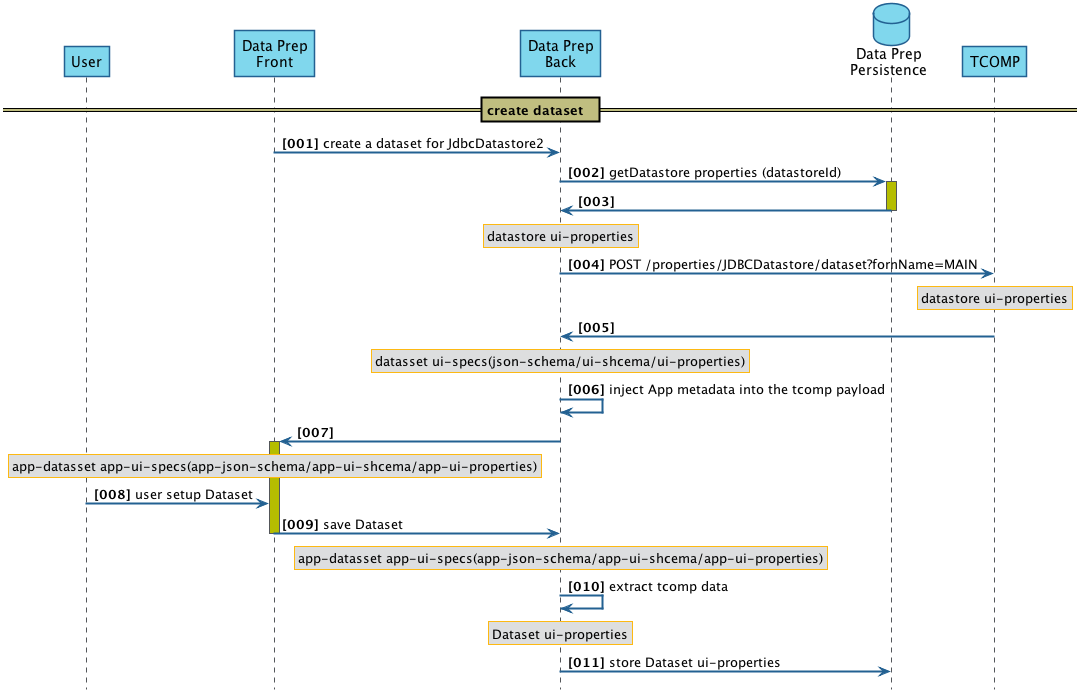 User
Data Prep
Front
Data Prep
Back
Data Prep
Persistence
TCOMP
create dataset
[001] create a dataset for JdbcDatastore2
[002] getDatastore properties (datastoreId)
[003]
datastore ui-properties
[004] POST /properties/JDBCDatastore/dataset?fornName=MAIN
datastore ui-properties
[005]
datasset ui-specs(json-schema/ui-shcema/ui-properties)
[006] inject App metadata into the tcomp payload
[007]
app-datasset app-ui-specs(app-json-schema/app-ui-shcema/app-ui-properties)
[008] user setup Dataset
[009] save Dataset
app-datasset app-ui-specs(app-json-schema/app-ui-shcema/app-ui-properties)
[010] extract tcomp data
Dataset ui-properties
[011] store Dataset ui-properties